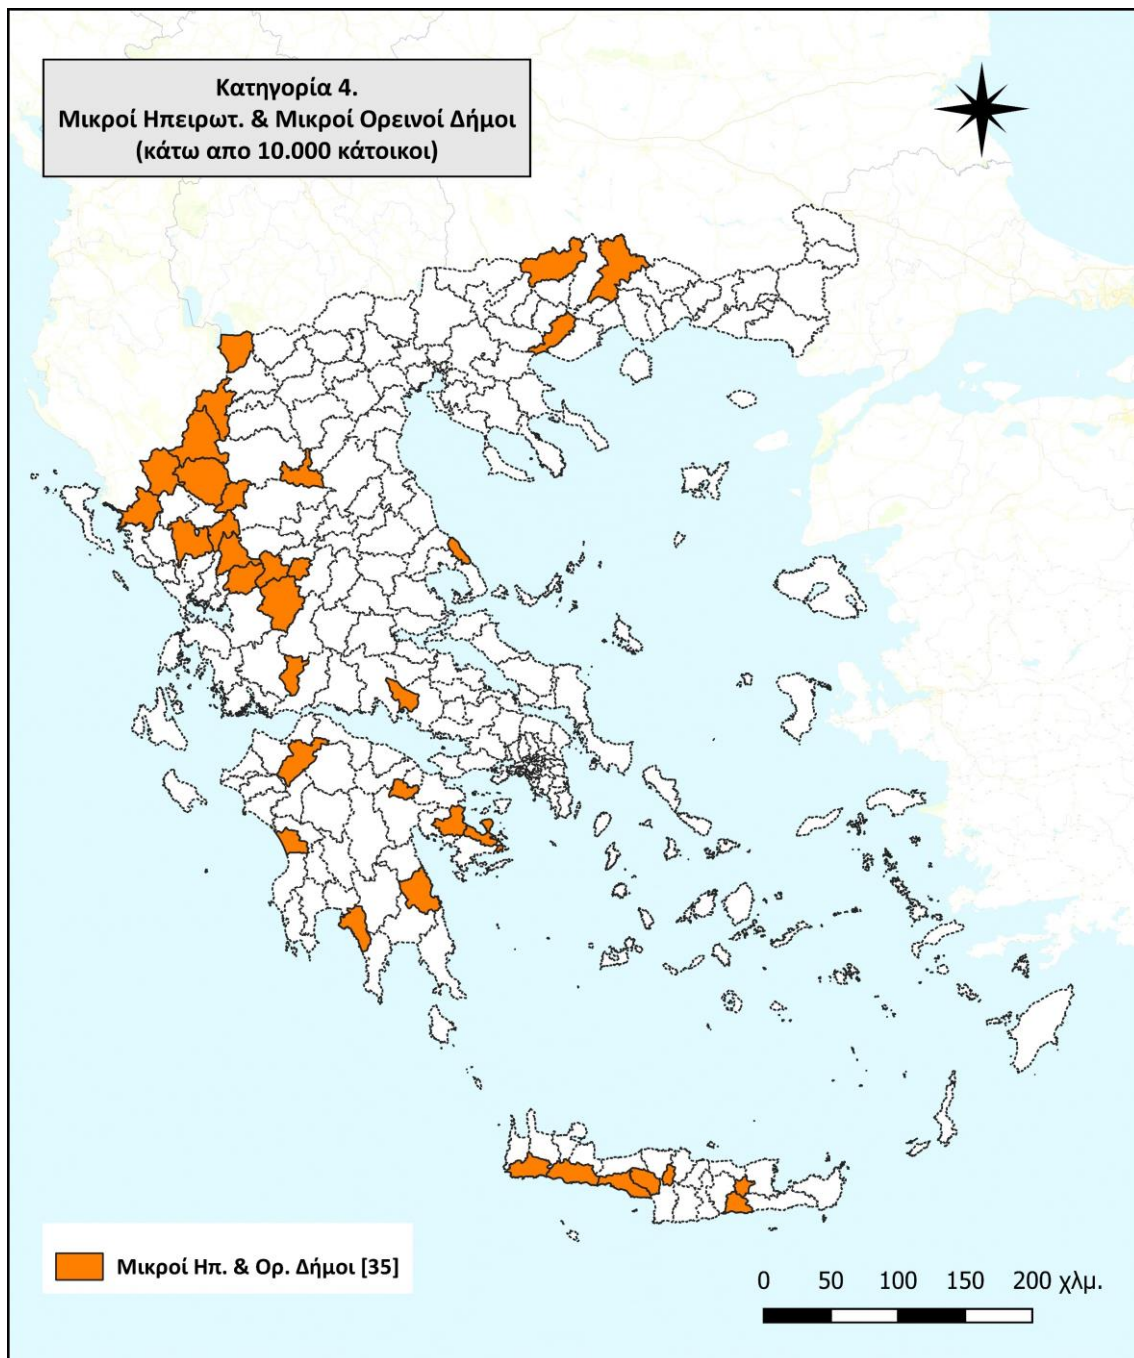 Κατηγορία 4.
Μικροί Ηπειρωτ. & Μικροί Ορεινοί Δήμοι
(κάτω απο 10.000 κάτοικοι)
Μικροί Ηπ. & Ορ. Δήμοι [35]
0 50 100 150 200 χλμ.